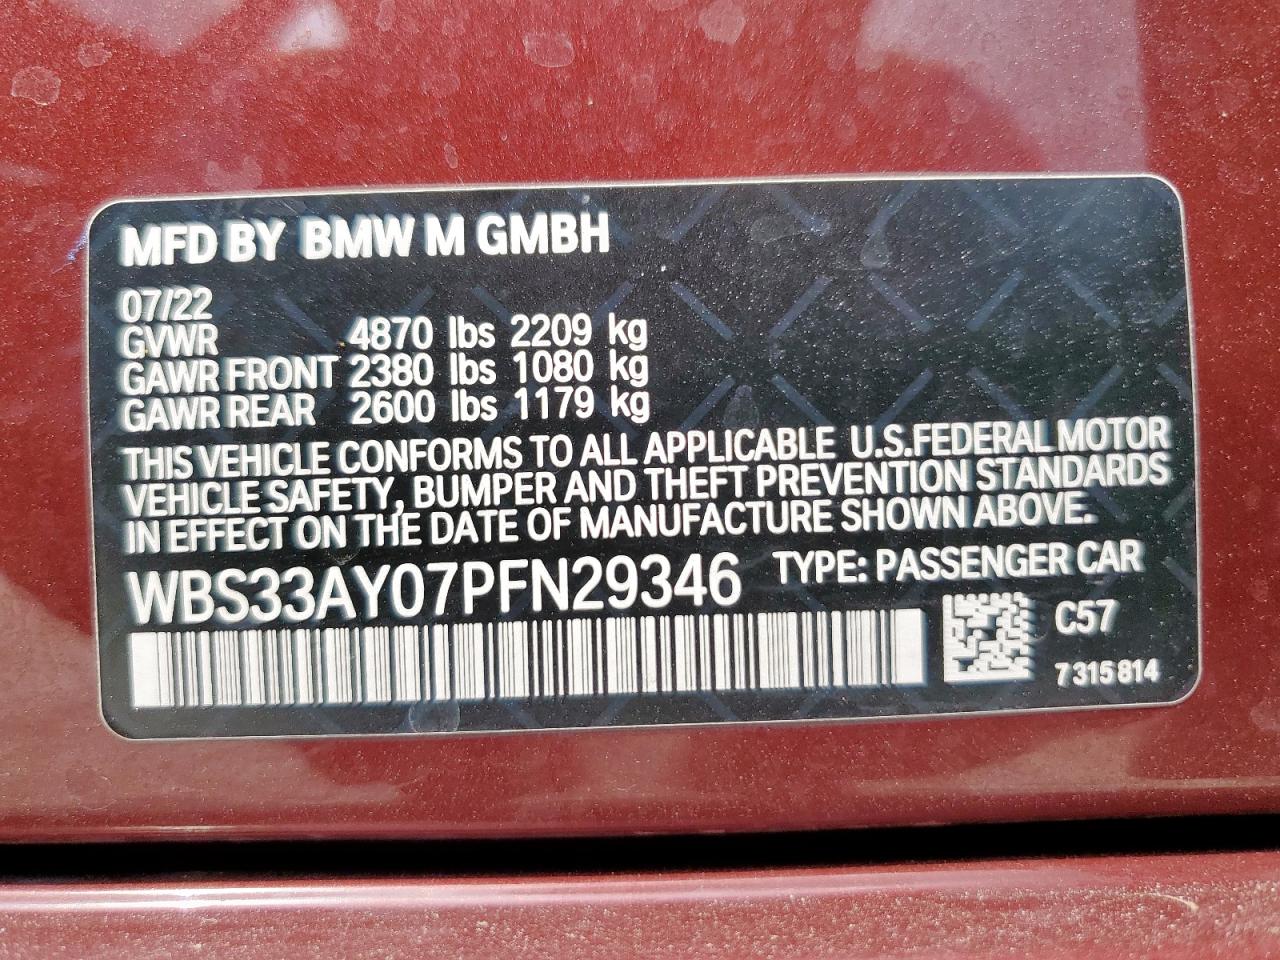 MFD BY BMW M GMBH
07/22
GVWR 4870 lbs 2209 kg
GAWR FRONT 2380 lbs 1080 kg
GAWR REAR 2600 lbs 1179 kg
THIS VEHICLE CONFORMS TO ALL APPLICABLE U.S.FEDERAL MOTOR
VEHICLE SAFETY, BUMPER AND THEFT PREVENTION STANDARDS
IN EFFECT ON THE DATE OF MANUFACTURE SHOWN ABOVE.
WBS33AY07PFN29346 TYPE: PASSENGER CAR
C57
7 315 814